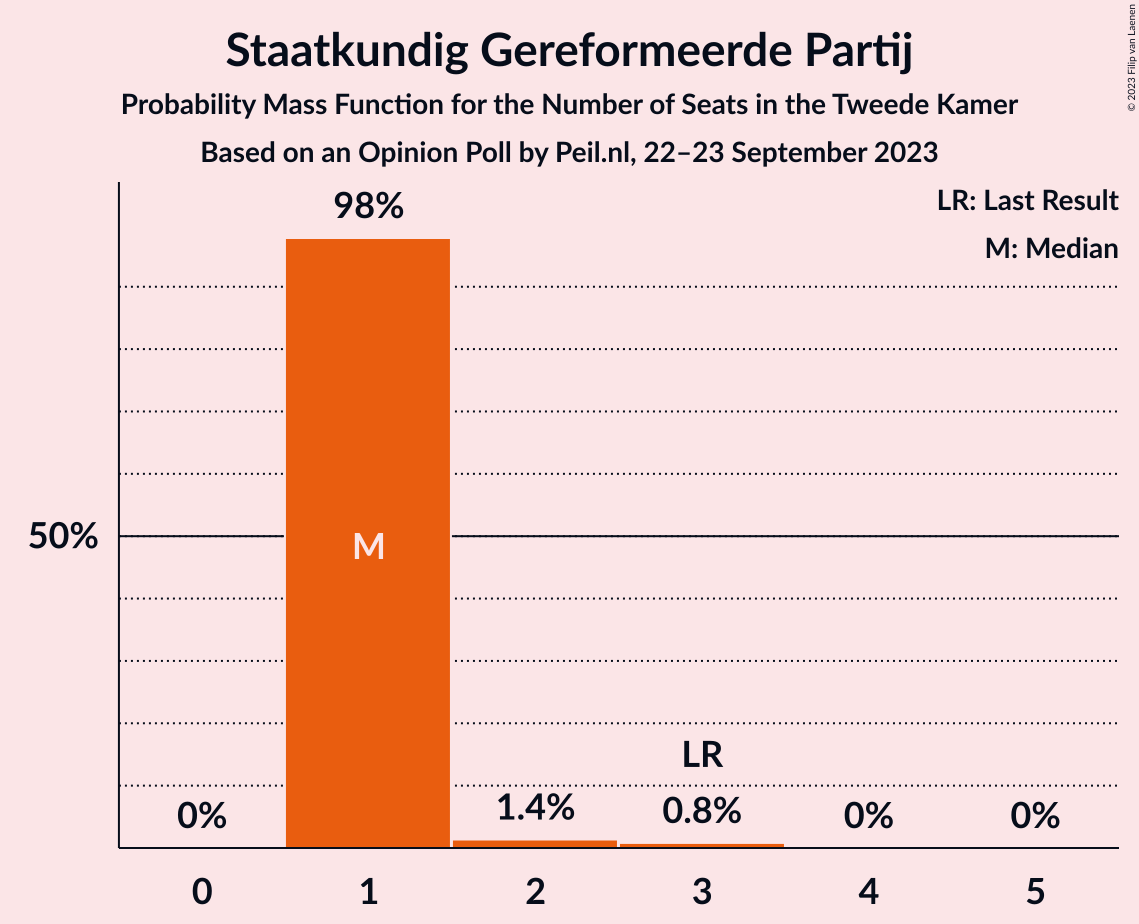 Staatkundig Gereformeerde Partij
Probability Mass Function for the Number of Seats in the Tweede Kamer
Based on an Opinion Poll by Peil.nl, 22–23 September 2023
© 2023 Filip van Laenen
LR: Last Result
M: Median
98%
50%
M
LR
0%
1.4%
0.8%
0%
0%
0 1 2 3 4 5